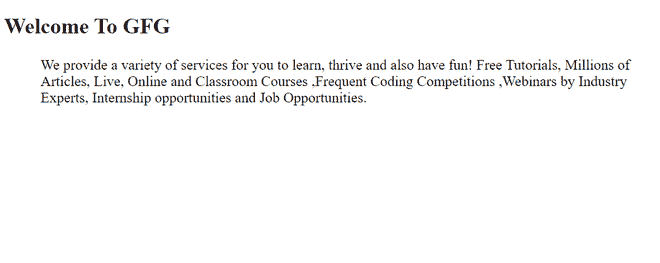 Welcome To GFG
We provide a variety of services for you to learn, thrive and also have fun! Free Tutorials, Millions of
Articles, Live, Online and Classroom Courses ,Frequent Coding Competitions ,Webinars by Industry
Experts, Internship opportunities and Job Opportunities.